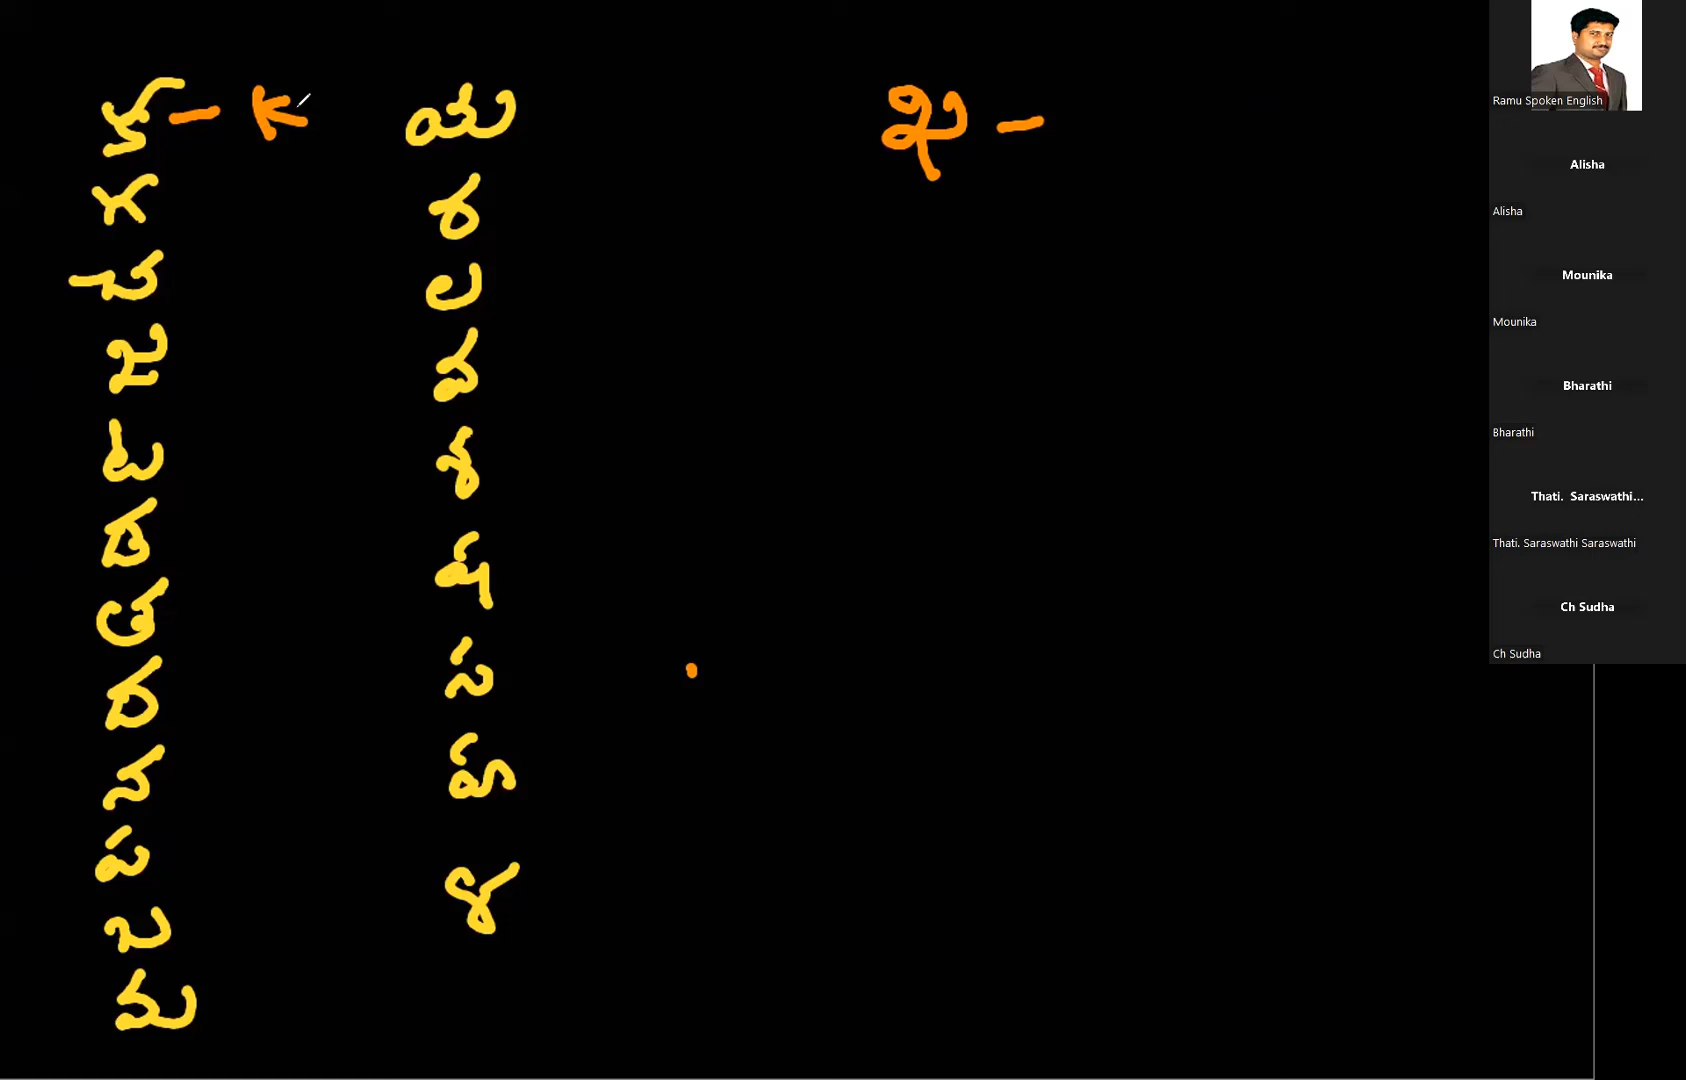 క - K
గ
చ
జ
ట
డ
త
ద
న
ప
బ
మ
య
ర
ల
వ
శ
ష
స
హ
ళ
ఖ -
Ramu Spoken English
Alisha
Alisha
Mounika
Mounika
Bharathi
Bharathi
Thati. Saraswathi...
Thati. Saraswathi Saraswathi
Ch Sudha
Ch Sudha